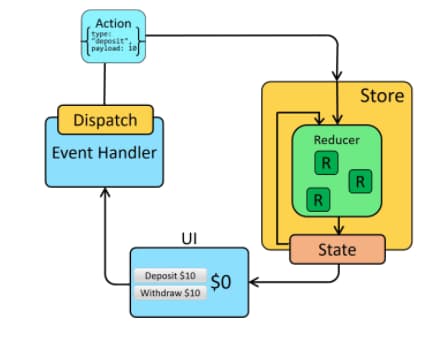 Action
{type:
"deposit",
payload: 10}
Store
Dispatch
Event Handler
Reducer
R
R
R
State
UI
Deposit $10
$0
Withdraw $10